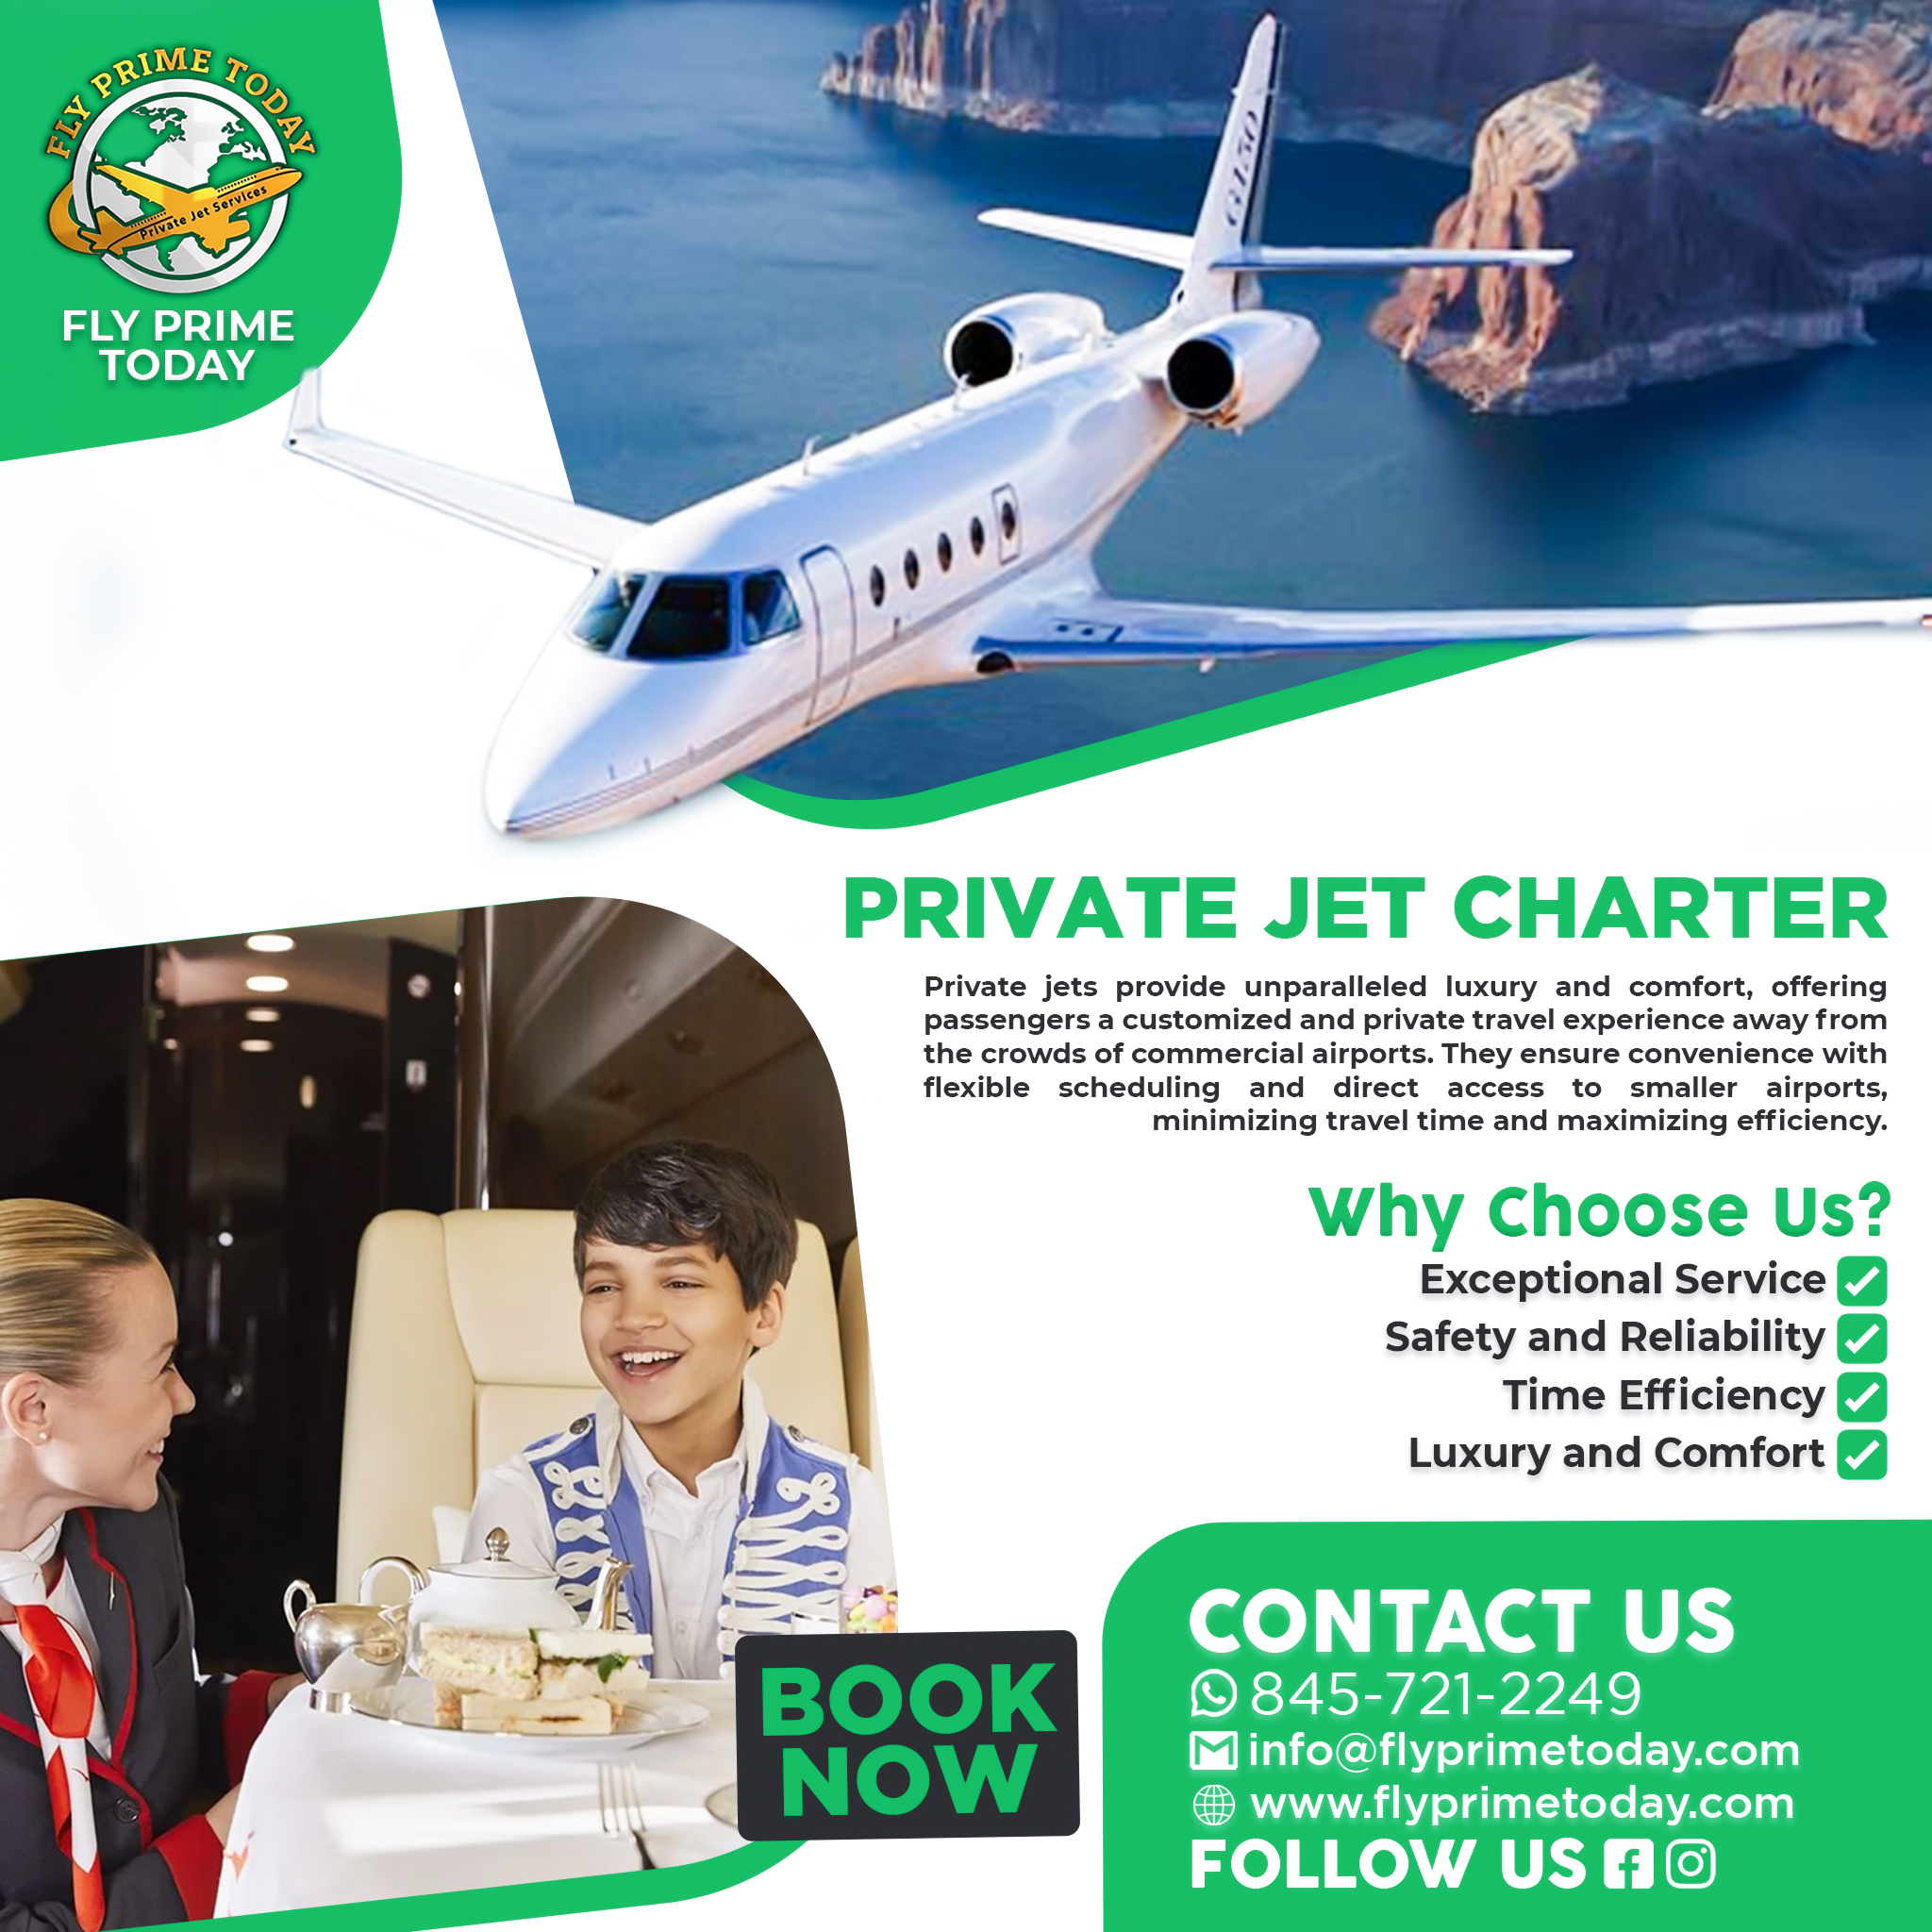 FLY PRIME TODAY
Private Jet Services
FLY PRIME
TODAY
G150
PRIVATE JET CHARTER
Private jets provide unparalleled luxury and comfort, offering
passengers a customized and private travel experience away from
the crowds of commercial airports. They ensure convenience with
flexible scheduling and direct access to smaller airports,
minimizing travel time and maximizing efficiency.
Why Choose Us?
Exceptional Service
Safety and Reliability
Time Efficiency
Luxury and Comfort
BOOK
NOW
CONTACT US
845-721-2249
info@flyprimetoday.com
www.flyprimetoday.com
FOLLOW US